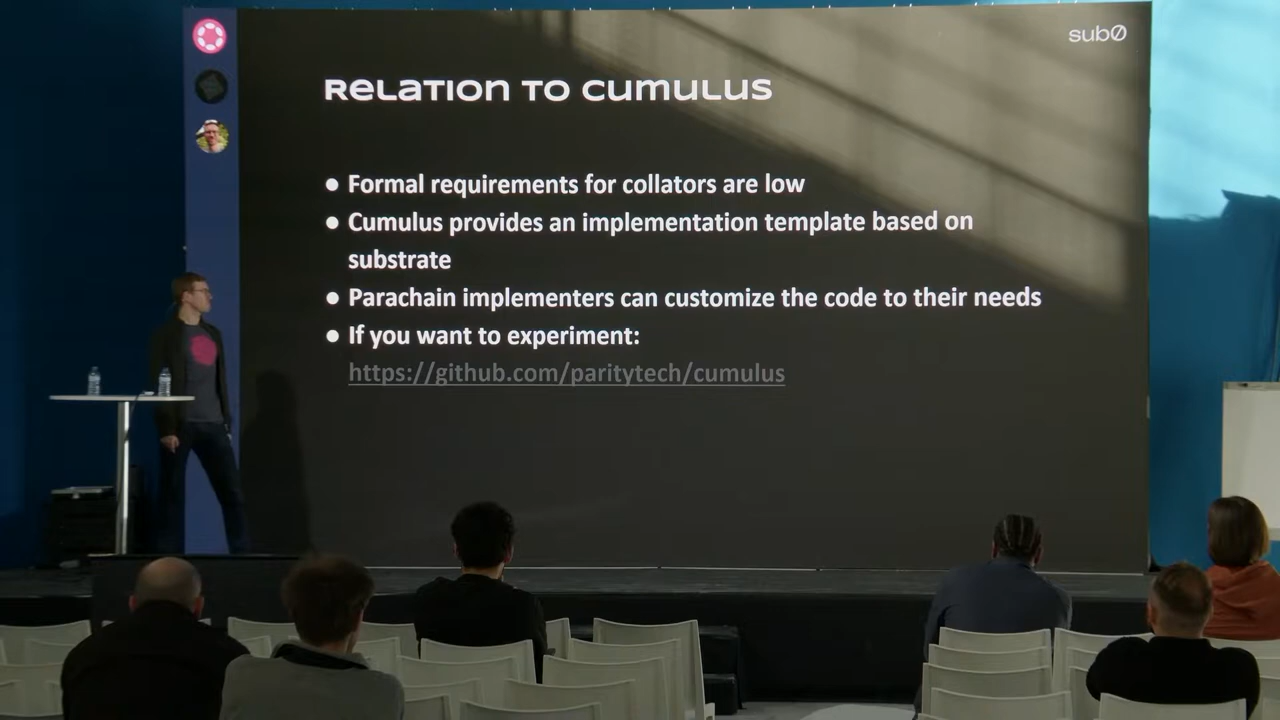 sub0
Relation to Cumulus
● Formal requirements for collators are low
● Cumulus provides an implementation template based on
substrate
● Parachain implementers can customize the code to their needs
● If you want to experiment:
https://github.com/paritytech/cumulus